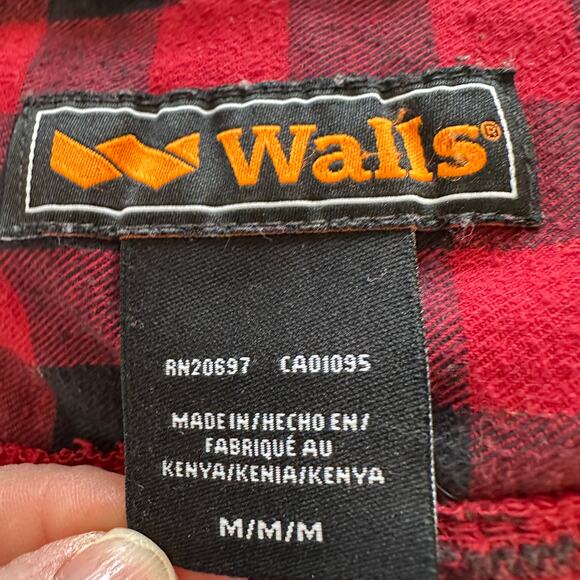 Walls®
RN20697 CA01095
MADE IN/HECHO EN/
FABRIQUÉ AU
KENYA/KENIA/KENYA
M/M/M